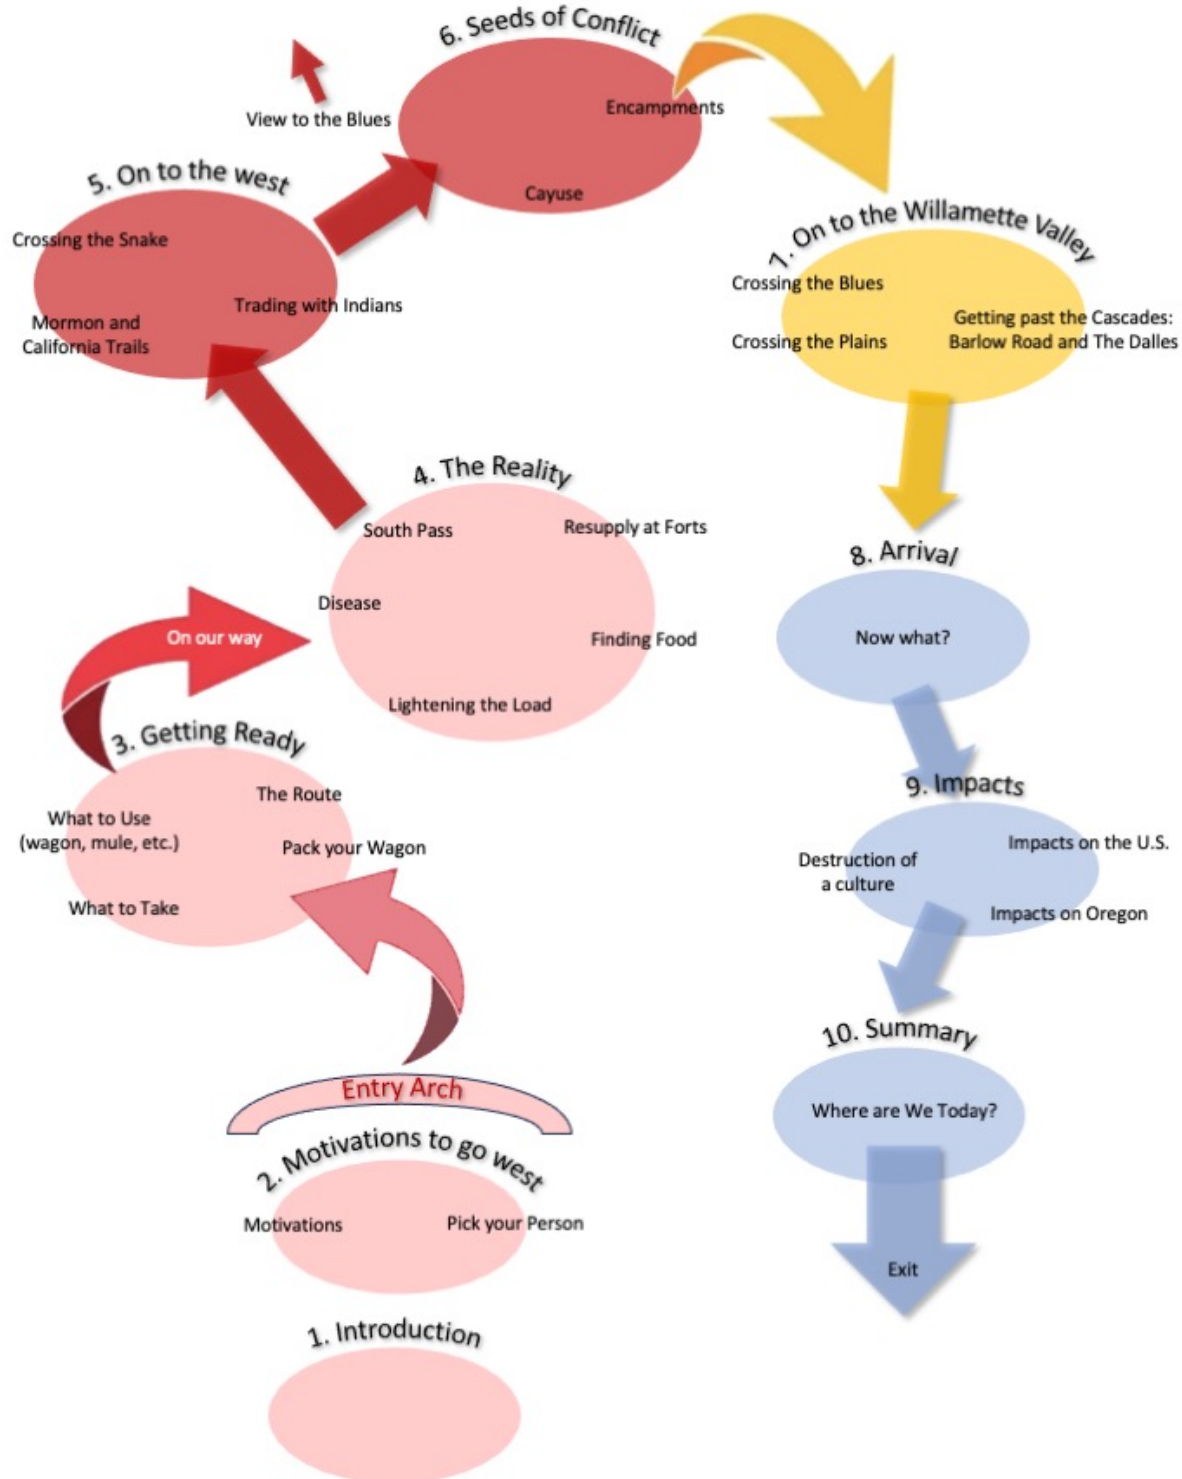 6. Seeds of Conflict
Encampments
Cayuse
View to the Blues
5. On to the west
Crossing the Snake
Trading with Indians
Mormon and
California Trails
7. On to the Willamette Valley
Crossing the Blues
Crossing the Plains
Getting past the Cascades:
Barlow Road and The Dalles
4. The Reality
South Pass
Resupply at Forts
Disease
Finding Food
Lightening the Load
On our way
8. Arrival
Now what?
3. Getting Ready
The Route
What to Use
(wagon, mule, etc.)
Pack your Wagon
What to Take
9. Impacts
Impacts on the U.S.
Destruction of
a culture
Impacts on Oregon
10. Summary
Where are We Today?
Exit
Entry Arch
2. Motivations to go west
Motivations
Pick your Person
1. Introduction